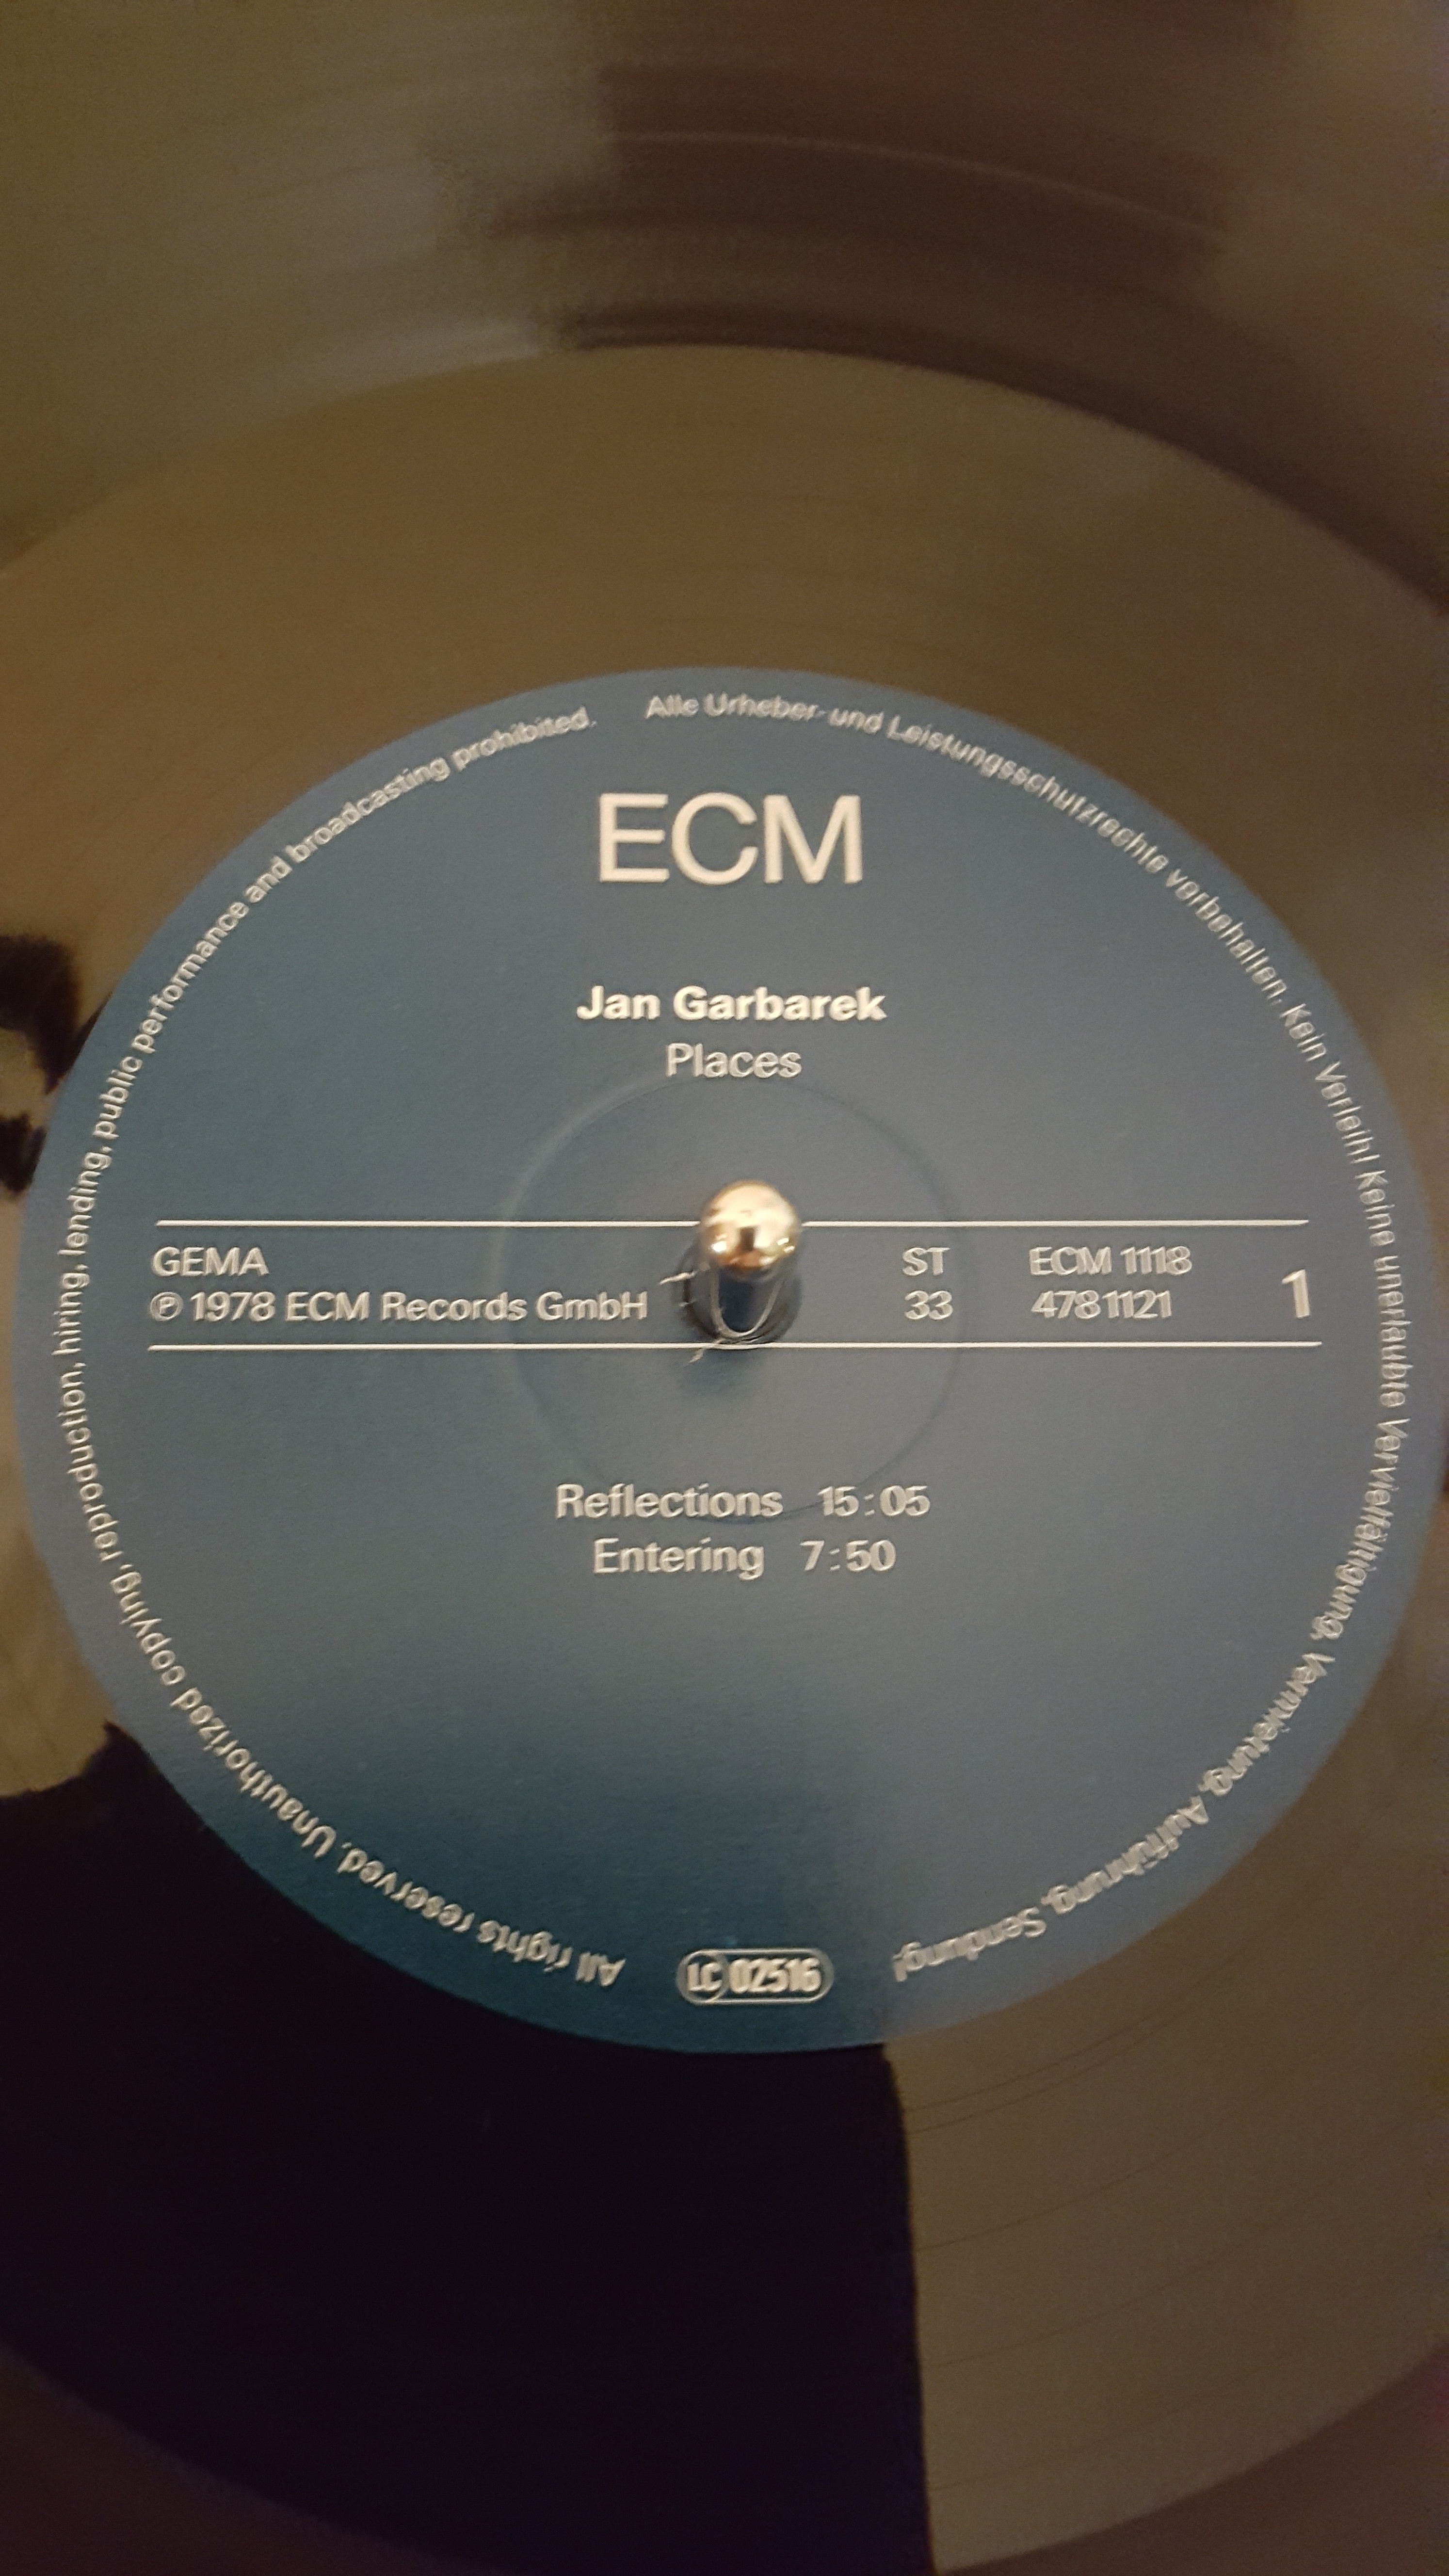 Alle Urheber- und Leistungsschutzrechte vorbehalten. Kein Verleih! Keine unerlaubte Vervielfältigung, Vermietung, Aufführung, Sendung!
ECM
Jan Garbarek
Places
GEMA
℗ 1978 ECM Records GmbH
ST
33
ECM 1118
4781121
1
Reflections 15:05
Entering 7:50
LC 02516
All rights reserved. Unauthorized copying, reproduction, hiring, lending, public performance and broadcasting prohibited.